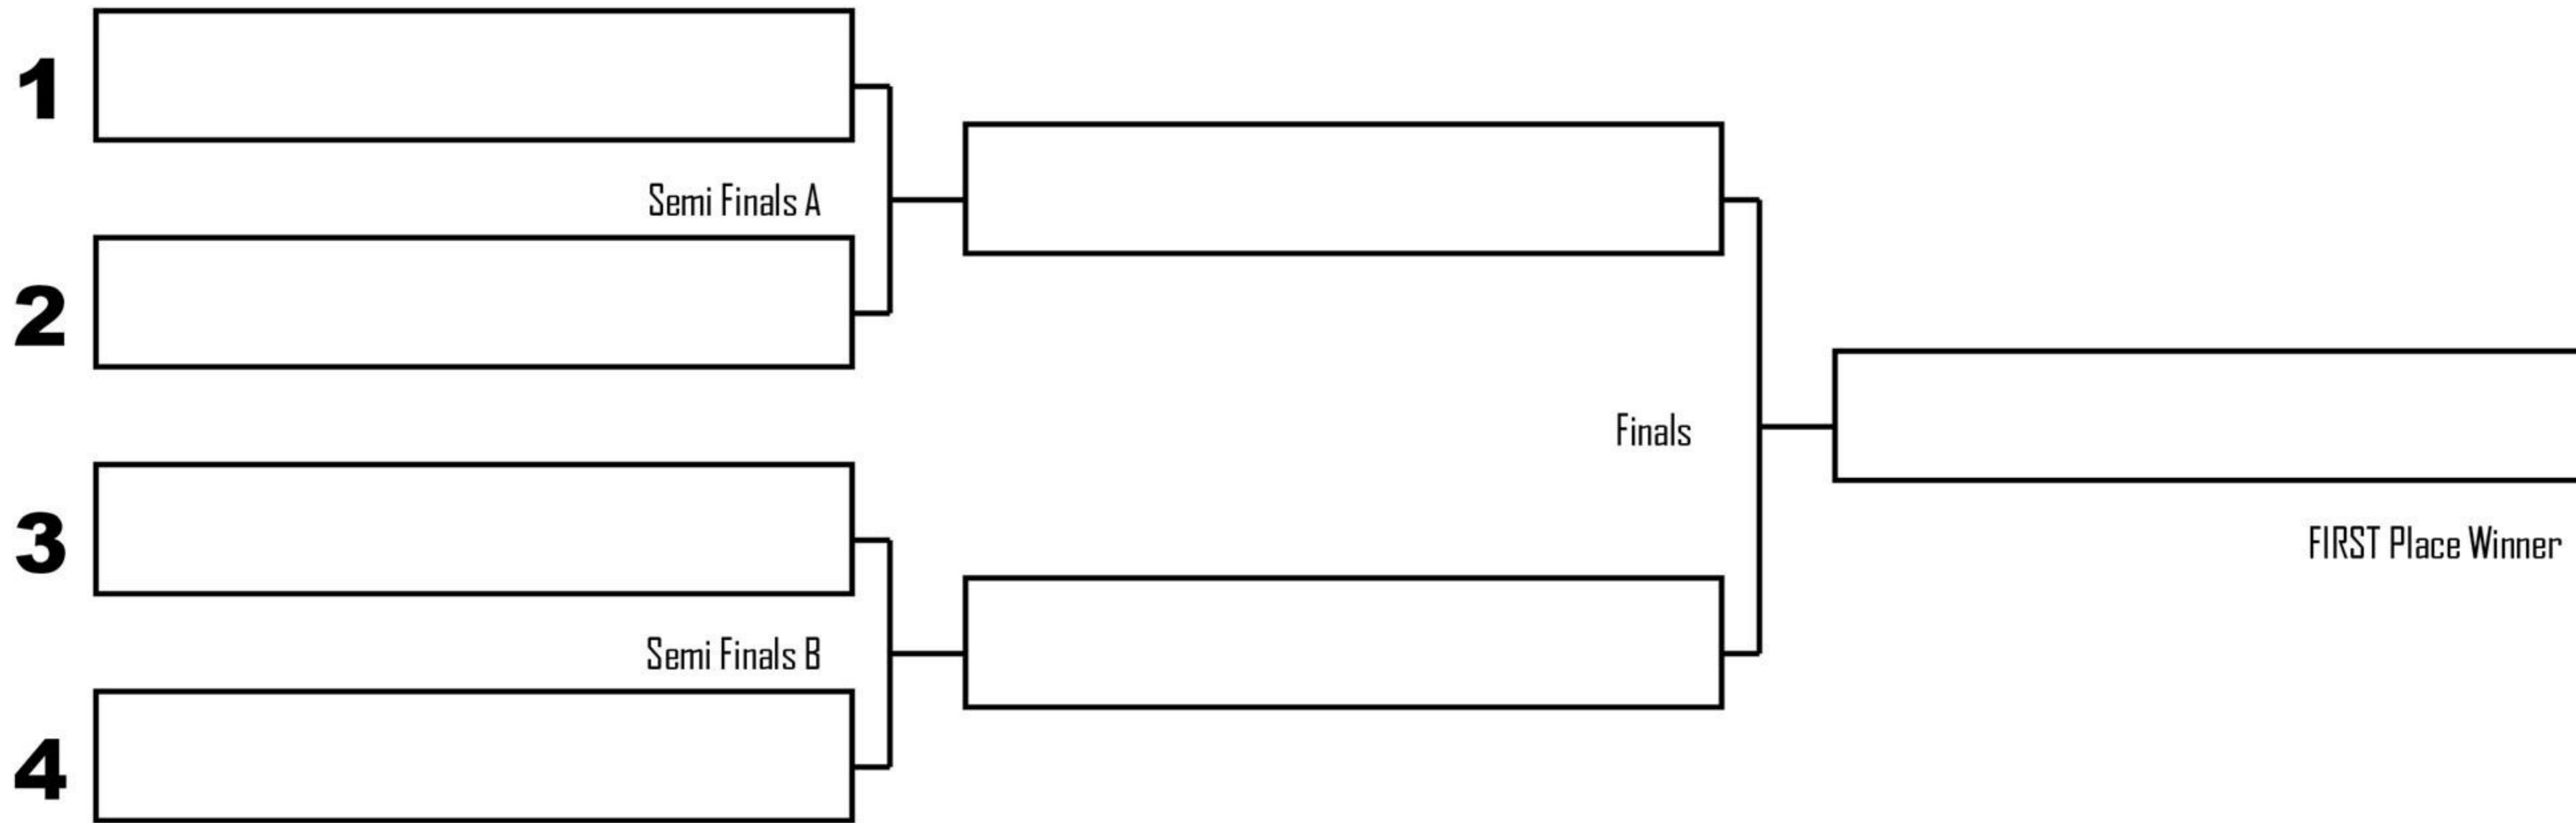 1
Semi Finals A
2
Finals
3
FIRST Place Winner
Semi Finals B
4